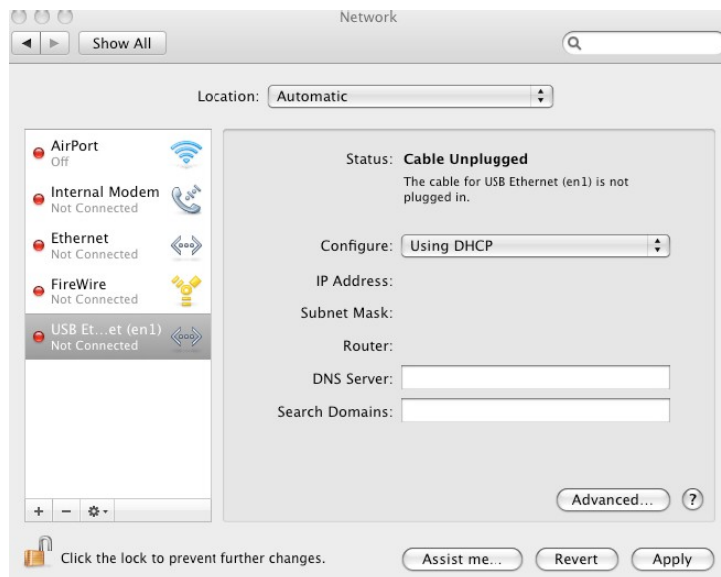 Network
Show All
Location: Automatic
AirPort
Off
Internal Modem
Not Connected
Ethernet
Not Connected
FireWire
Not Connected
USB Et...et (en1)
Not Connected
Status: Cable Unplugged
The cable for USB Ethernet (en1) is not
plugged in.
Configure: Using DHCP
IP Address:
Subnet Mask:
Router:
DNS Server:
Search Domains:
Advanced...
?
Click the lock to prevent further changes.
Assist me...
Revert
Apply